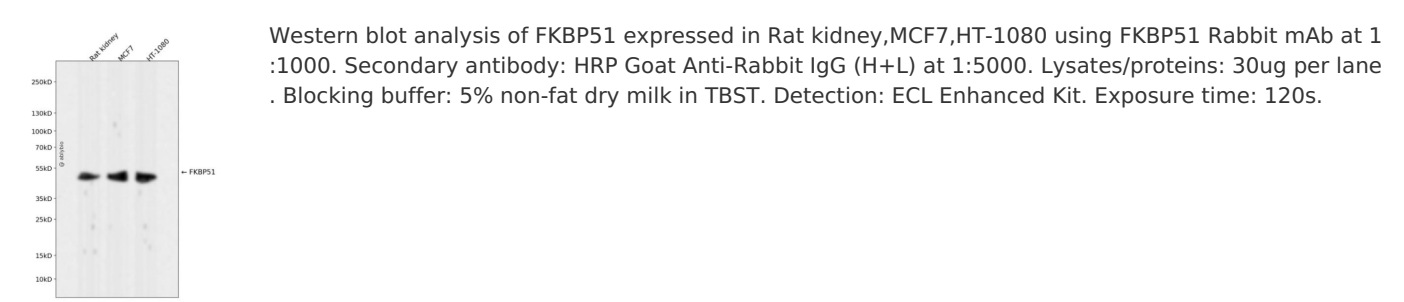 Rat kidney
MCF7
HT-1080
250kD
130kD
100kD
70kD
55kD
35kD
25kD
15kD
10kD
@ abybio
← FKBP51
Western blot analysis of FKBP51 expressed in Rat kidney,MCF7,HT-1080 using FKBP51 Rabbit mAb at 1
:1000. Secondary antibody: HRP Goat Anti-Rabbit IgG (H+L) at 1:5000. Lysates/proteins: 30ug per lane
. Blocking buffer: 5% non-fat dry milk in TBST. Detection: ECL Enhanced Kit. Exposure time: 120s.